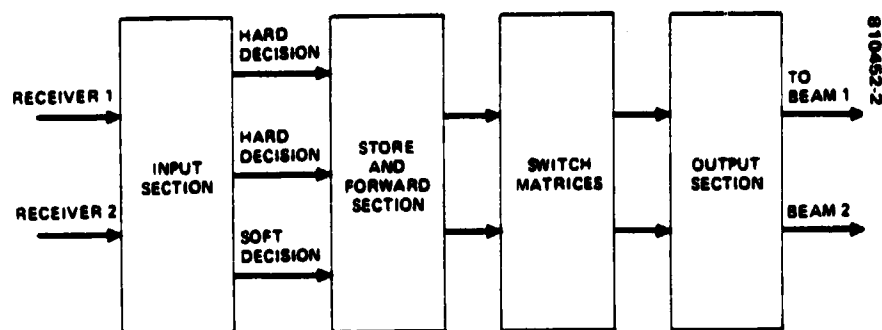 RECEIVER 1
RECEIVER 2
INPUT
SECTION
HARD
DECISION
HARD
DECISION
SOFT
DECISION
STORE
AND
FORWARD
SECTION
SWITCH
MATRICES
OUTPUT
SECTION
TO
BEAM 1
BEAM 2
810452-2